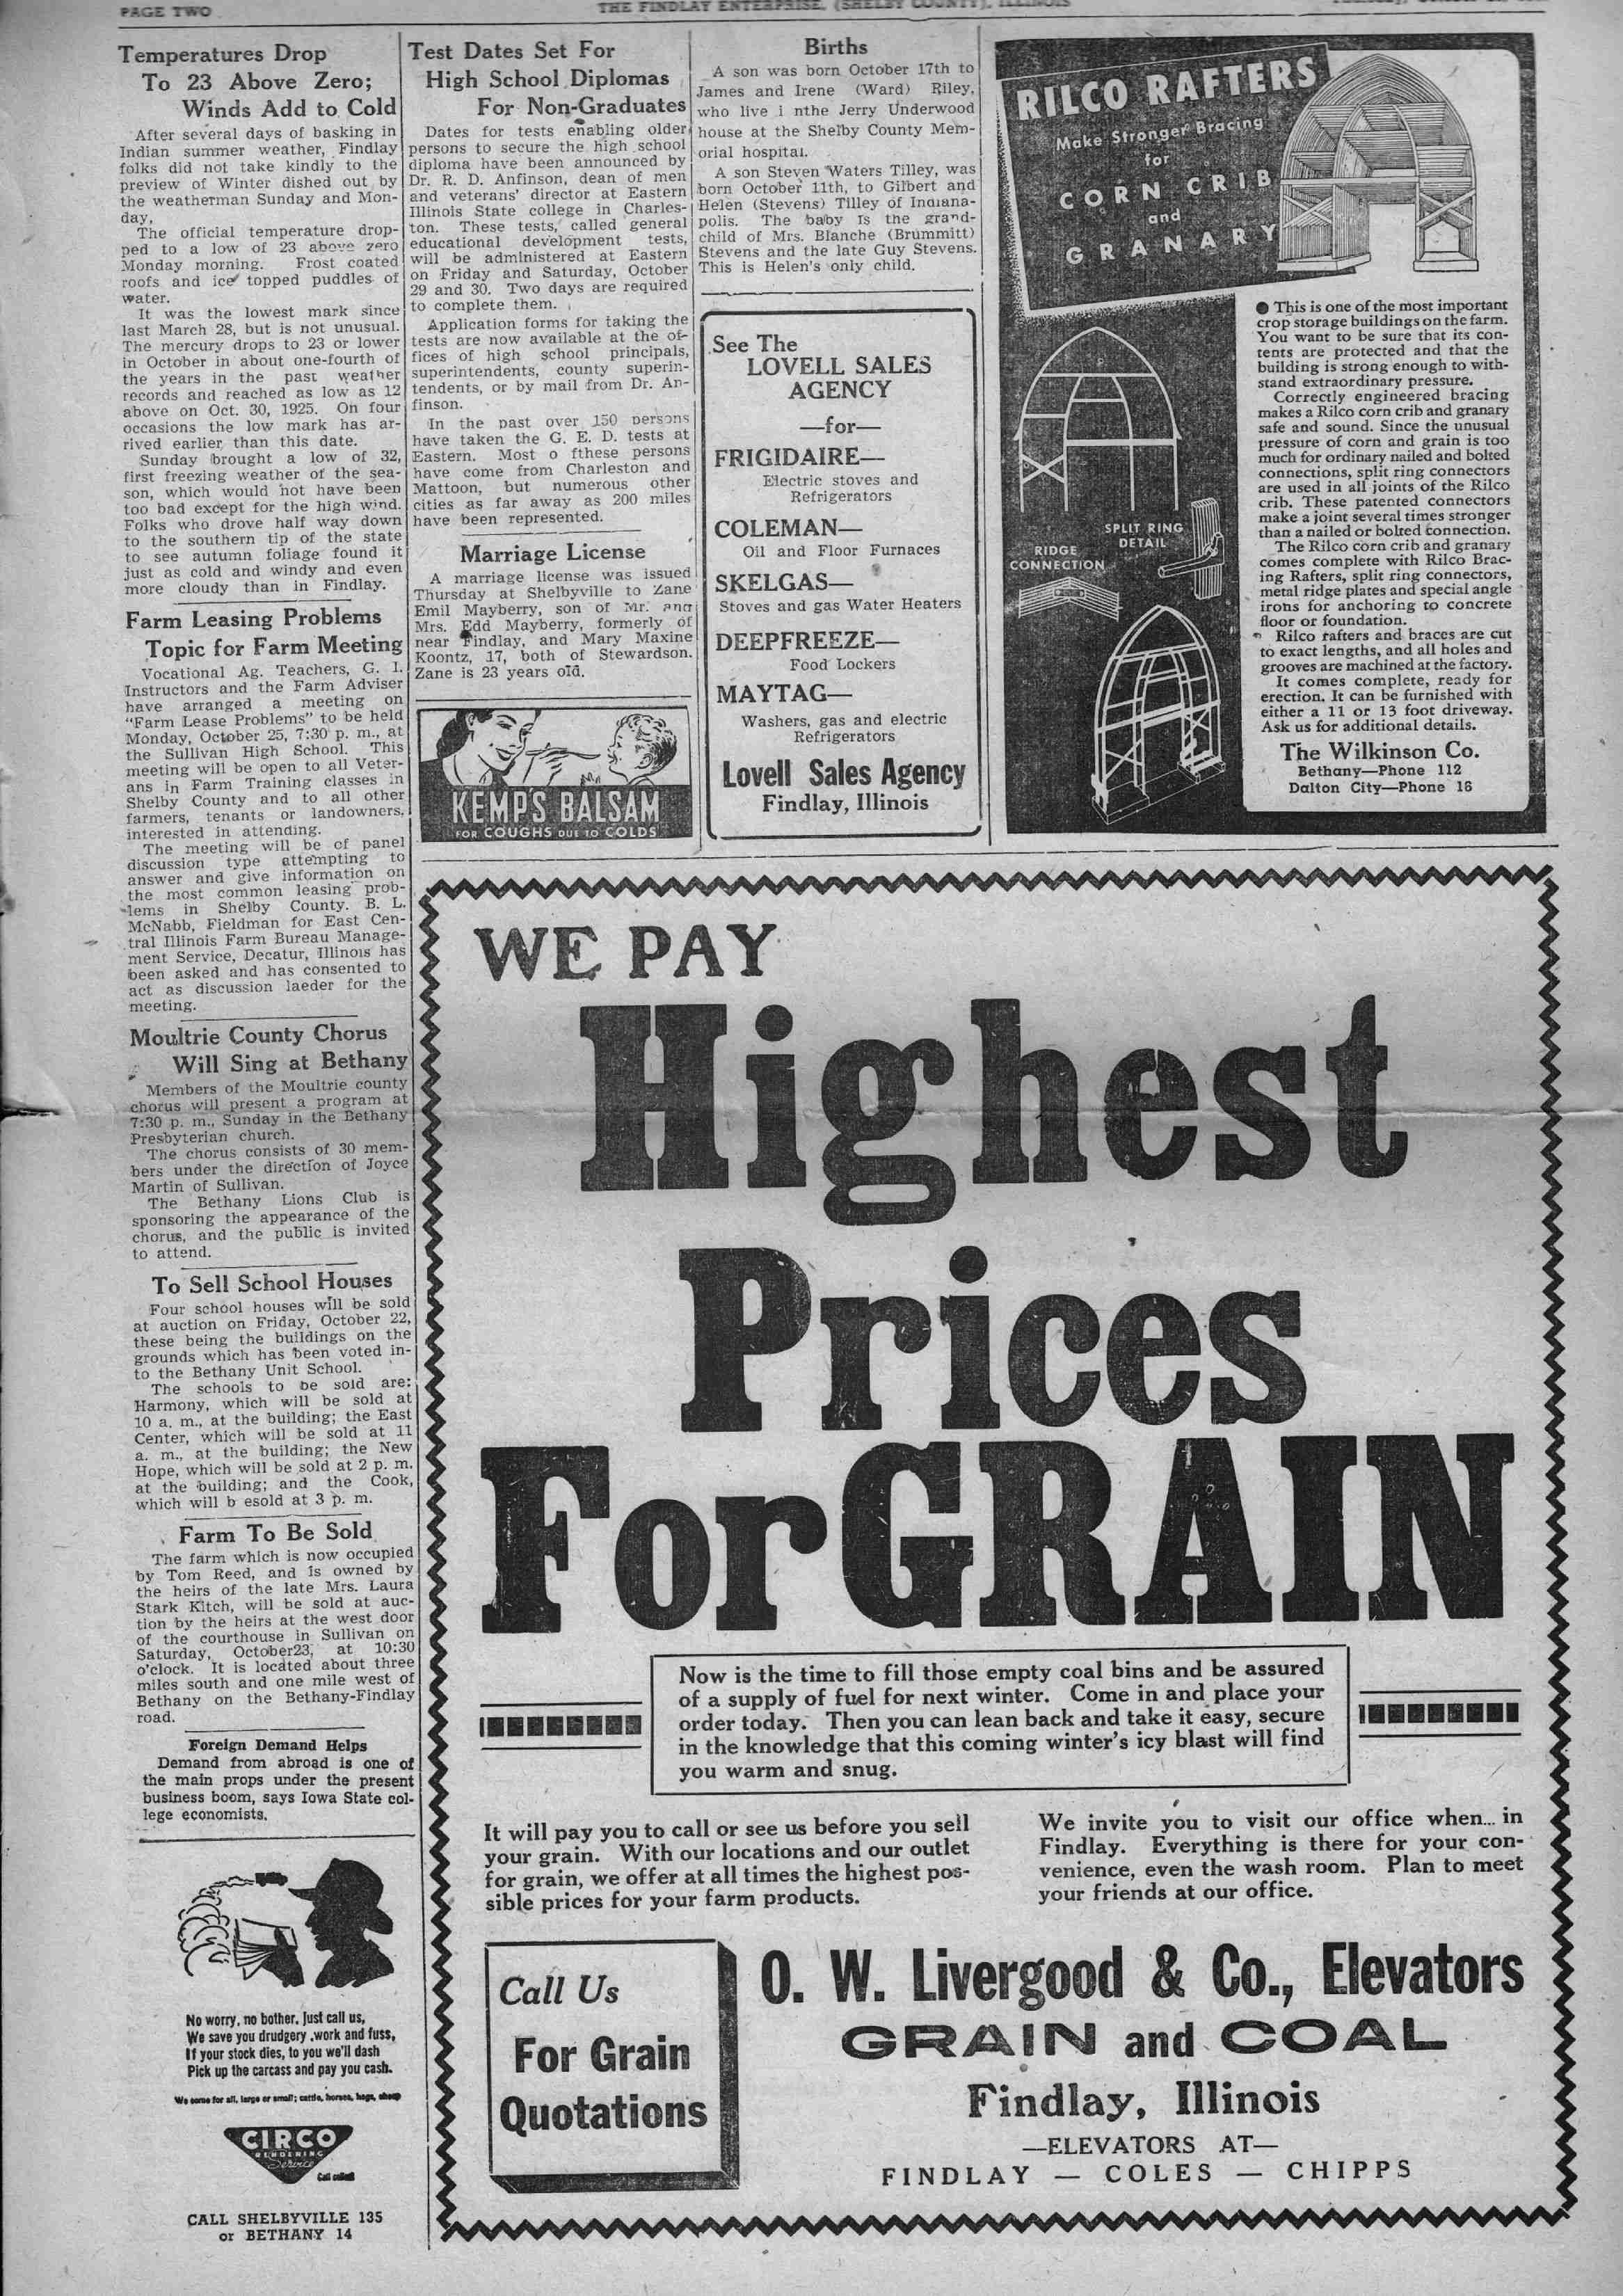 PAGE TWO
THE FINDLAY ENTERPRISE, (SHELBY COUNTY), ILLINOIS
Temperatures Drop
To 23 Above Zero;
Winds Add to Cold
After several days of basking in
Indian summer weather, Findlay
folks did not take kindly to the
preview of Winter dished out by
the weatherman Sunday and Mon-
day.
The official temperature drop-
ped to a low of 23 above zero
Monday morning. Frost coated
roofs and ice topped puddles of
water.
It was the lowest mark since
last March 28, but is not unusual.
The mercury drops to 23 or lower
in October in about one-fourth of
the years in the past weather
records and reached as low as 12
above on Oct. 30, 1925. On four
occasions the low mark has ar-
rived earlier than this date.
Sunday brought a low of 32,
first freezing weather of the sea-
son, which would not have been
too bad except for the high wind.
Folks who drove half way down
to the southern tip of the state
to see autumn foliage found it
just as cold and windy and even
more cloudy than in Findlay.
Farm Leasing Problems
Topic for Farm Meeting
Vocational Ag. Teachers, G. I.
Instructors and the Farm Adviser
have arranged a meeting on
"Farm Lease Problems" to be held
Monday, October 25, 7:30 p. m., at
the Sullivan High School. This
meeting will be open to all Veter-
ans in Farm Training classes in
Shelby County and to all other
farmers, tenants or landowners,
interested in attending.
The meeting will be of panel
discussion type attempting to
answer and give information on
the most common leasing prob-
lems in Shelby County. B. L.
McNabb, Fieldman for East Cen-
tral Illinois Farm Bureau Manage-
ment Service, Decatur, Illinois has
been asked and has consented to
act as discussion laeder for the
meeting.
Moultrie County Chorus
Will Sing at Bethany
Members of the Moultrie county
chorus will present a program at
7:30 p. m., Sunday in the Bethany
Presbyterian church.
The chorus consists of 30 mem-
bers under the direction of Joyce
Martin of Sullivan.
The Bethany Lions Club is
sponsoring the appearance of the
chorus, and the public is invited
to attend.
To Sell School Houses
Four school houses will be sold
at auction on Friday, October 22,
these being the buildings on the
grounds which has been voted in-
to the Bethany Unit School.
The schools to be sold are:
Harmony, which will be sold at
10 a. m., at the building; the East
Center, which will be sold at 11
a. m., at the building; the New
Hope, which will be sold at 2 p. m.
at the building; and the Cook,
which will b esold at 3 p. m.
Farm To Be Sold
The farm which is now occupied
by Tom Reed, and is owned by
the heirs of the late Mrs. Laura
Stark Kitch, will be sold at auc-
tion by the heirs at the west door
of the courthouse in Sullivan on
Saturday, October23, at 10:30
o'clock. It is located about three
miles south and one mile west of
Bethany on the Bethany-Findlay
road.
Foreign Demand Helps
Demand from abroad is one of
the main props under the present
business boom, says Iowa State col-
lege economists.
No worry, no bother. Just call us,
We save you drudgery .work and fuss,
If your stock dies, to you we'll dash
Pick up the carcass and pay you cash.
We come for all, large or small; cattle, horses, hogs, sheep
CIRCO
RENDERING
Service
Call collect
CALL SHELBYVILLE 135
or BETHANY 14
Test Dates Set For
High School Diplomas
For Non-Graduates
Dates for tests enabling older
persons to secure the high school
diploma have been announced by
Dr. R. D. Anfinson, dean of men
and veterans' director at Eastern
Illinois State college in Charles-
ton. These tests, called general
educational development tests,
will be administered at Eastern
on Friday and Saturday, October
29 and 30. Two days are required
to complete them.
Application forms for taking the
tests are now available at the of-
fices of high school principals,
superintendents, county superin-
tendents, or by mail from Dr. An-
finson.
In the past over 150 persons
have taken the G. E. D. tests at
Eastern. Most o fthese persons
have come from Charleston and
Mattoon, but numerous other
cities as far away as 200 miles
have been represented.
Marriage License
A marriage license was issued
Thursday at Shelbyville to Zane
Emil Mayberry, son of Mr. and
Mrs. Edd Mayberry, formerly of
near Findlay, and Mary Maxine
Koontz, 17, both of Stewardson.
Zane is 23 years old.
KEMP'S BALSAM
FOR COUGHS DUE TO COLDS
Births
A son was born October 17th to
James and Irene (Ward) Riley,
who live i nthe Jerry Underwood
house at the Shelby County Mem-
orial hospital.
A son Steven Waters Tilley, was
born October 11th, to Gilbert and
Helen (Stevens) Tilley of Indiana-
polis. The baby is the grand-
child of Mrs. Blanche (Brummitt)
Stevens and the late Guy Stevens.
This is Helen's only child.
See The
LOVELL SALES
AGENCY
—for—
FRIGIDAIRE—
Electric stoves and
Refrigerators
COLEMAN—
Oil and Floor Furnaces
SKELGAS—
Stoves and gas Water Heaters
DEEPFREEZE—
Food Lockers
MAYTAG—
Washers, gas and electric
Refrigerators
Lovell Sales Agency
Findlay, Illinois
RILCO RAFTERS
Make Stronger Bracing
for
CORN CRIB
and
GRANARY
SPLIT RING
DETAIL
RIDGE
CONNECTION
● This is one of the most important
crop storage buildings on the farm.
You want to be sure that its con-
tents are protected and that the
building is strong enough to with-
stand extraordinary pressure.
Correctly engineered bracing
makes a Rilco corn crib and granary
safe and sound. Since the unusual
pressure of corn and grain is too
much for ordinary nailed and bolted
connections, split ring connectors
are used in all joints of the Rilco
crib. These patented connectors
make a joint several times stronger
than a nailed or bolted connection.
The Rilco corn crib and granary
comes complete with Rilco Brac-
ing Rafters, split ring connectors,
metal ridge plates and special angle
irons for anchoring to concrete
floor or foundation.
Rilco rafters and braces are cut
to exact lengths, and all holes and
grooves are machined at the factory.
It comes complete, ready for
erection. It can be furnished with
either a 11 or 13 foot driveway.
Ask us for additional details.
The Wilkinson Co.
Bethany—Phone 112
Dalton City—Phone 16
WE PAY
Highest
Prices
For GRAIN
Now is the time to fill those empty coal bins and be assured
of a supply of fuel for next winter. Come in and place your
order today. Then you can lean back and take it easy, secure
in the knowledge that this coming winter's icy blast will find
you warm and snug.
It will pay you to call or see us before you sell
your grain. With our locations and our outlet
for grain, we offer at all times the highest pos-
sible prices for your farm products.
We invite you to visit our office when... in
Findlay. Everything is there for your con-
venience, even the wash room. Plan to meet
your friends at our office.
Call Us
For Grain
Quotations
O. W. Livergood & Co., Elevators
GRAIN and COAL
Findlay, Illinois
—ELEVATORS AT—
FINDLAY — COLES — CHIPPS